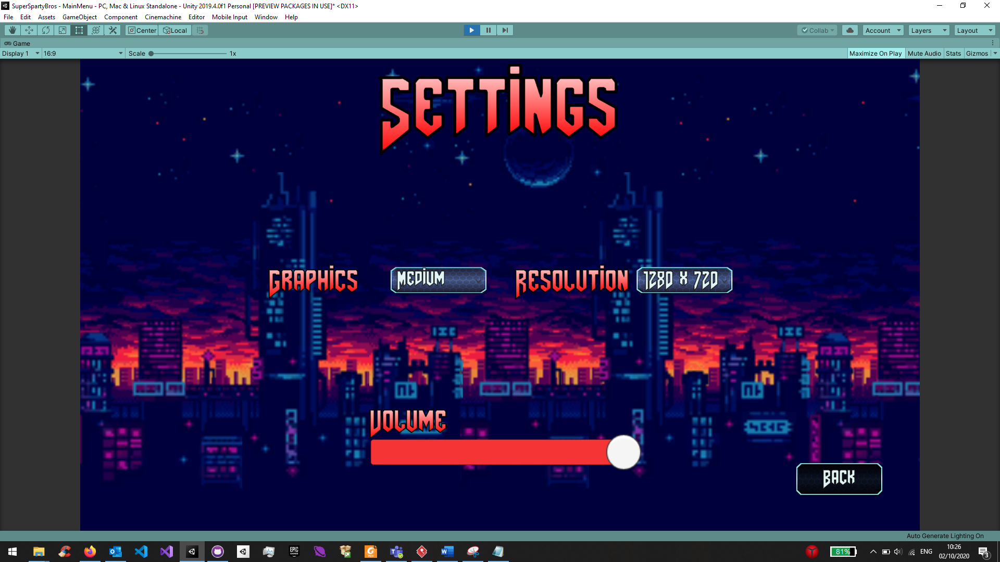 SuperSpartyBros - MainMenu - PC, Mac & Linux Standalone - Unity 2019.4.0f1 Personal [PREVIEW PACKAGES IN USE]* <DX11>
File Edit Assets GameObject Component Cinemachine Editor Mobile Input Window Help
Center Local Collab Account Layers Layout
Game
Display 1 16:9 Scale 1x Maximize On Play Mute Audio Stats Gizmos
SETTINGS
GRAPHICS MEDIUM RESOLUTION 1280 X 720
VOLUME
BACK
Auto Generate Lighting On
EPIC GAMES
81% ENG 10:26
02/10/2020 3